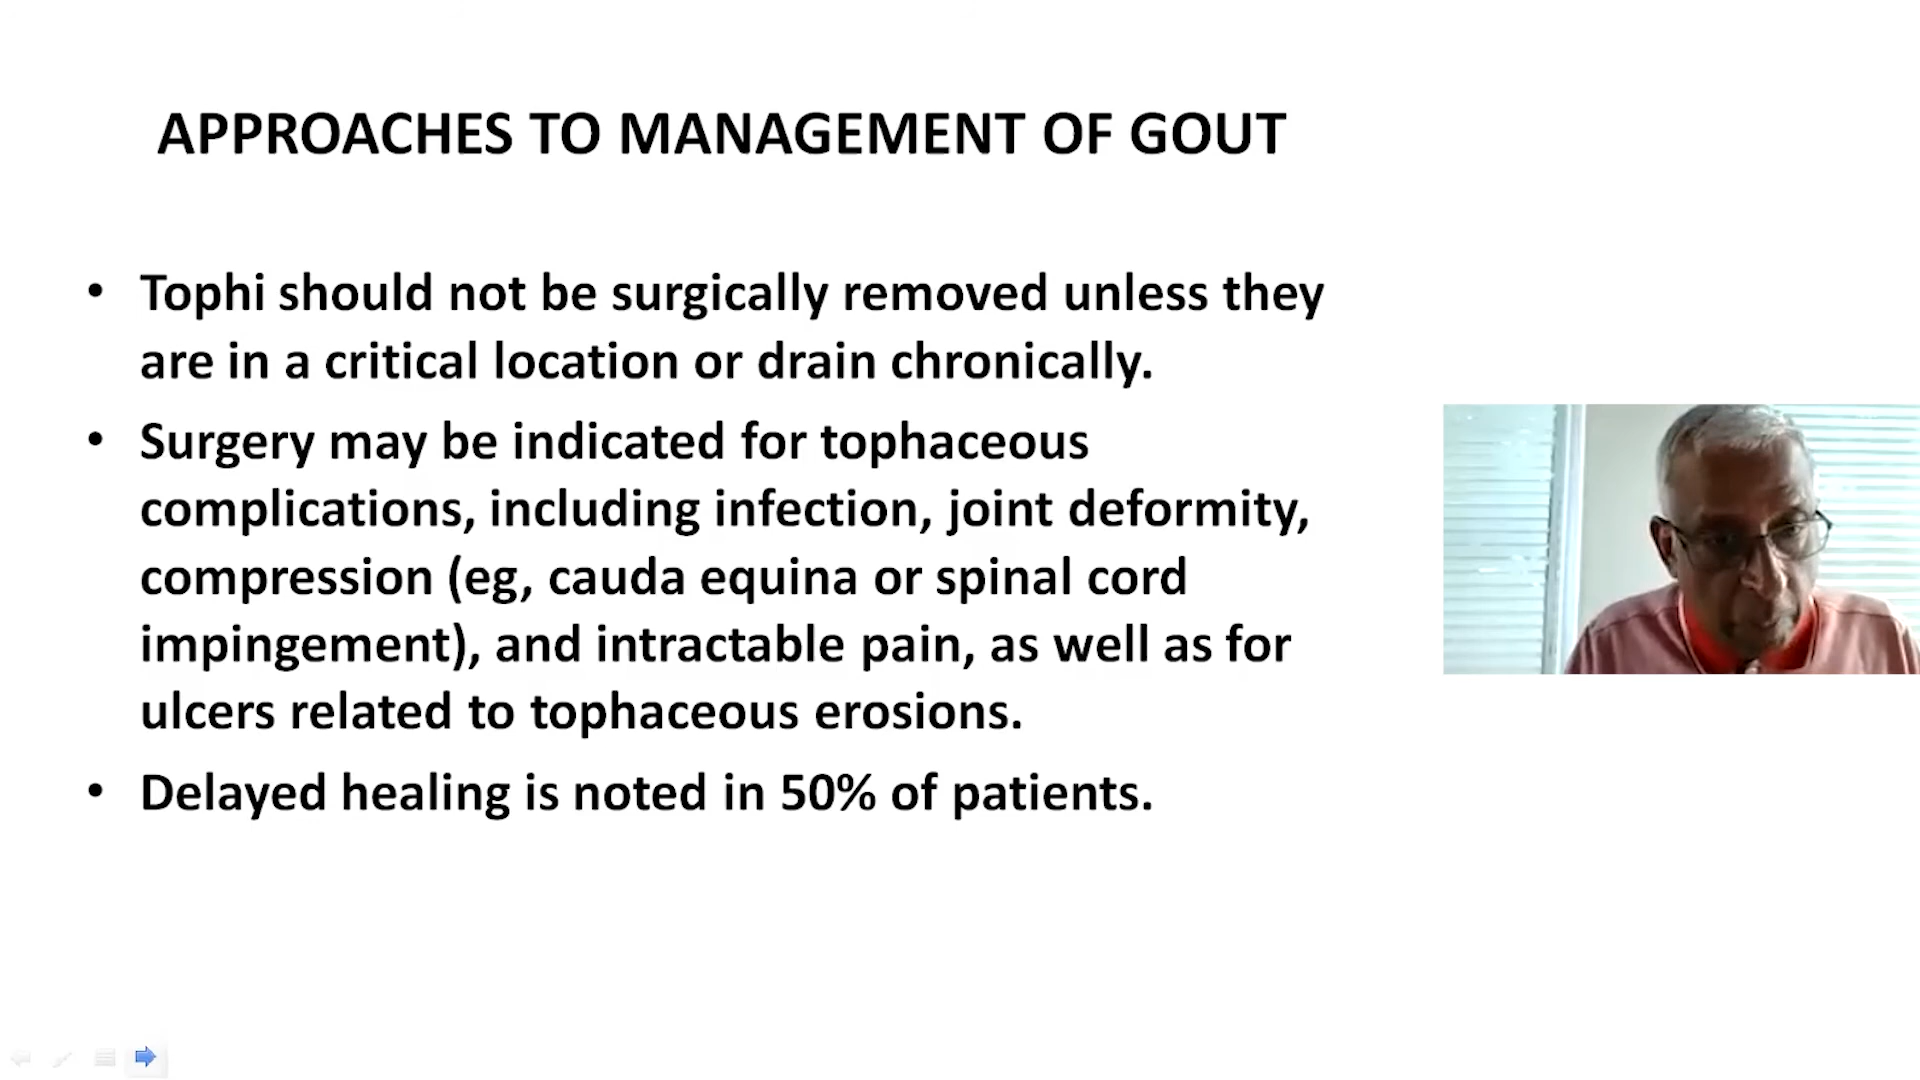 APPROACHES TO MANAGEMENT OF GOUT
• Tophi should not be surgically removed unless they
are in a critical location or drain chronically.
• Surgery may be indicated for tophaceous
complications, including infection, joint deformity,
compression (eg, cauda equina or spinal cord
impingement), and intractable pain, as well as for
ulcers related to tophaceous erosions.
• Delayed healing is noted in 50% of patients.